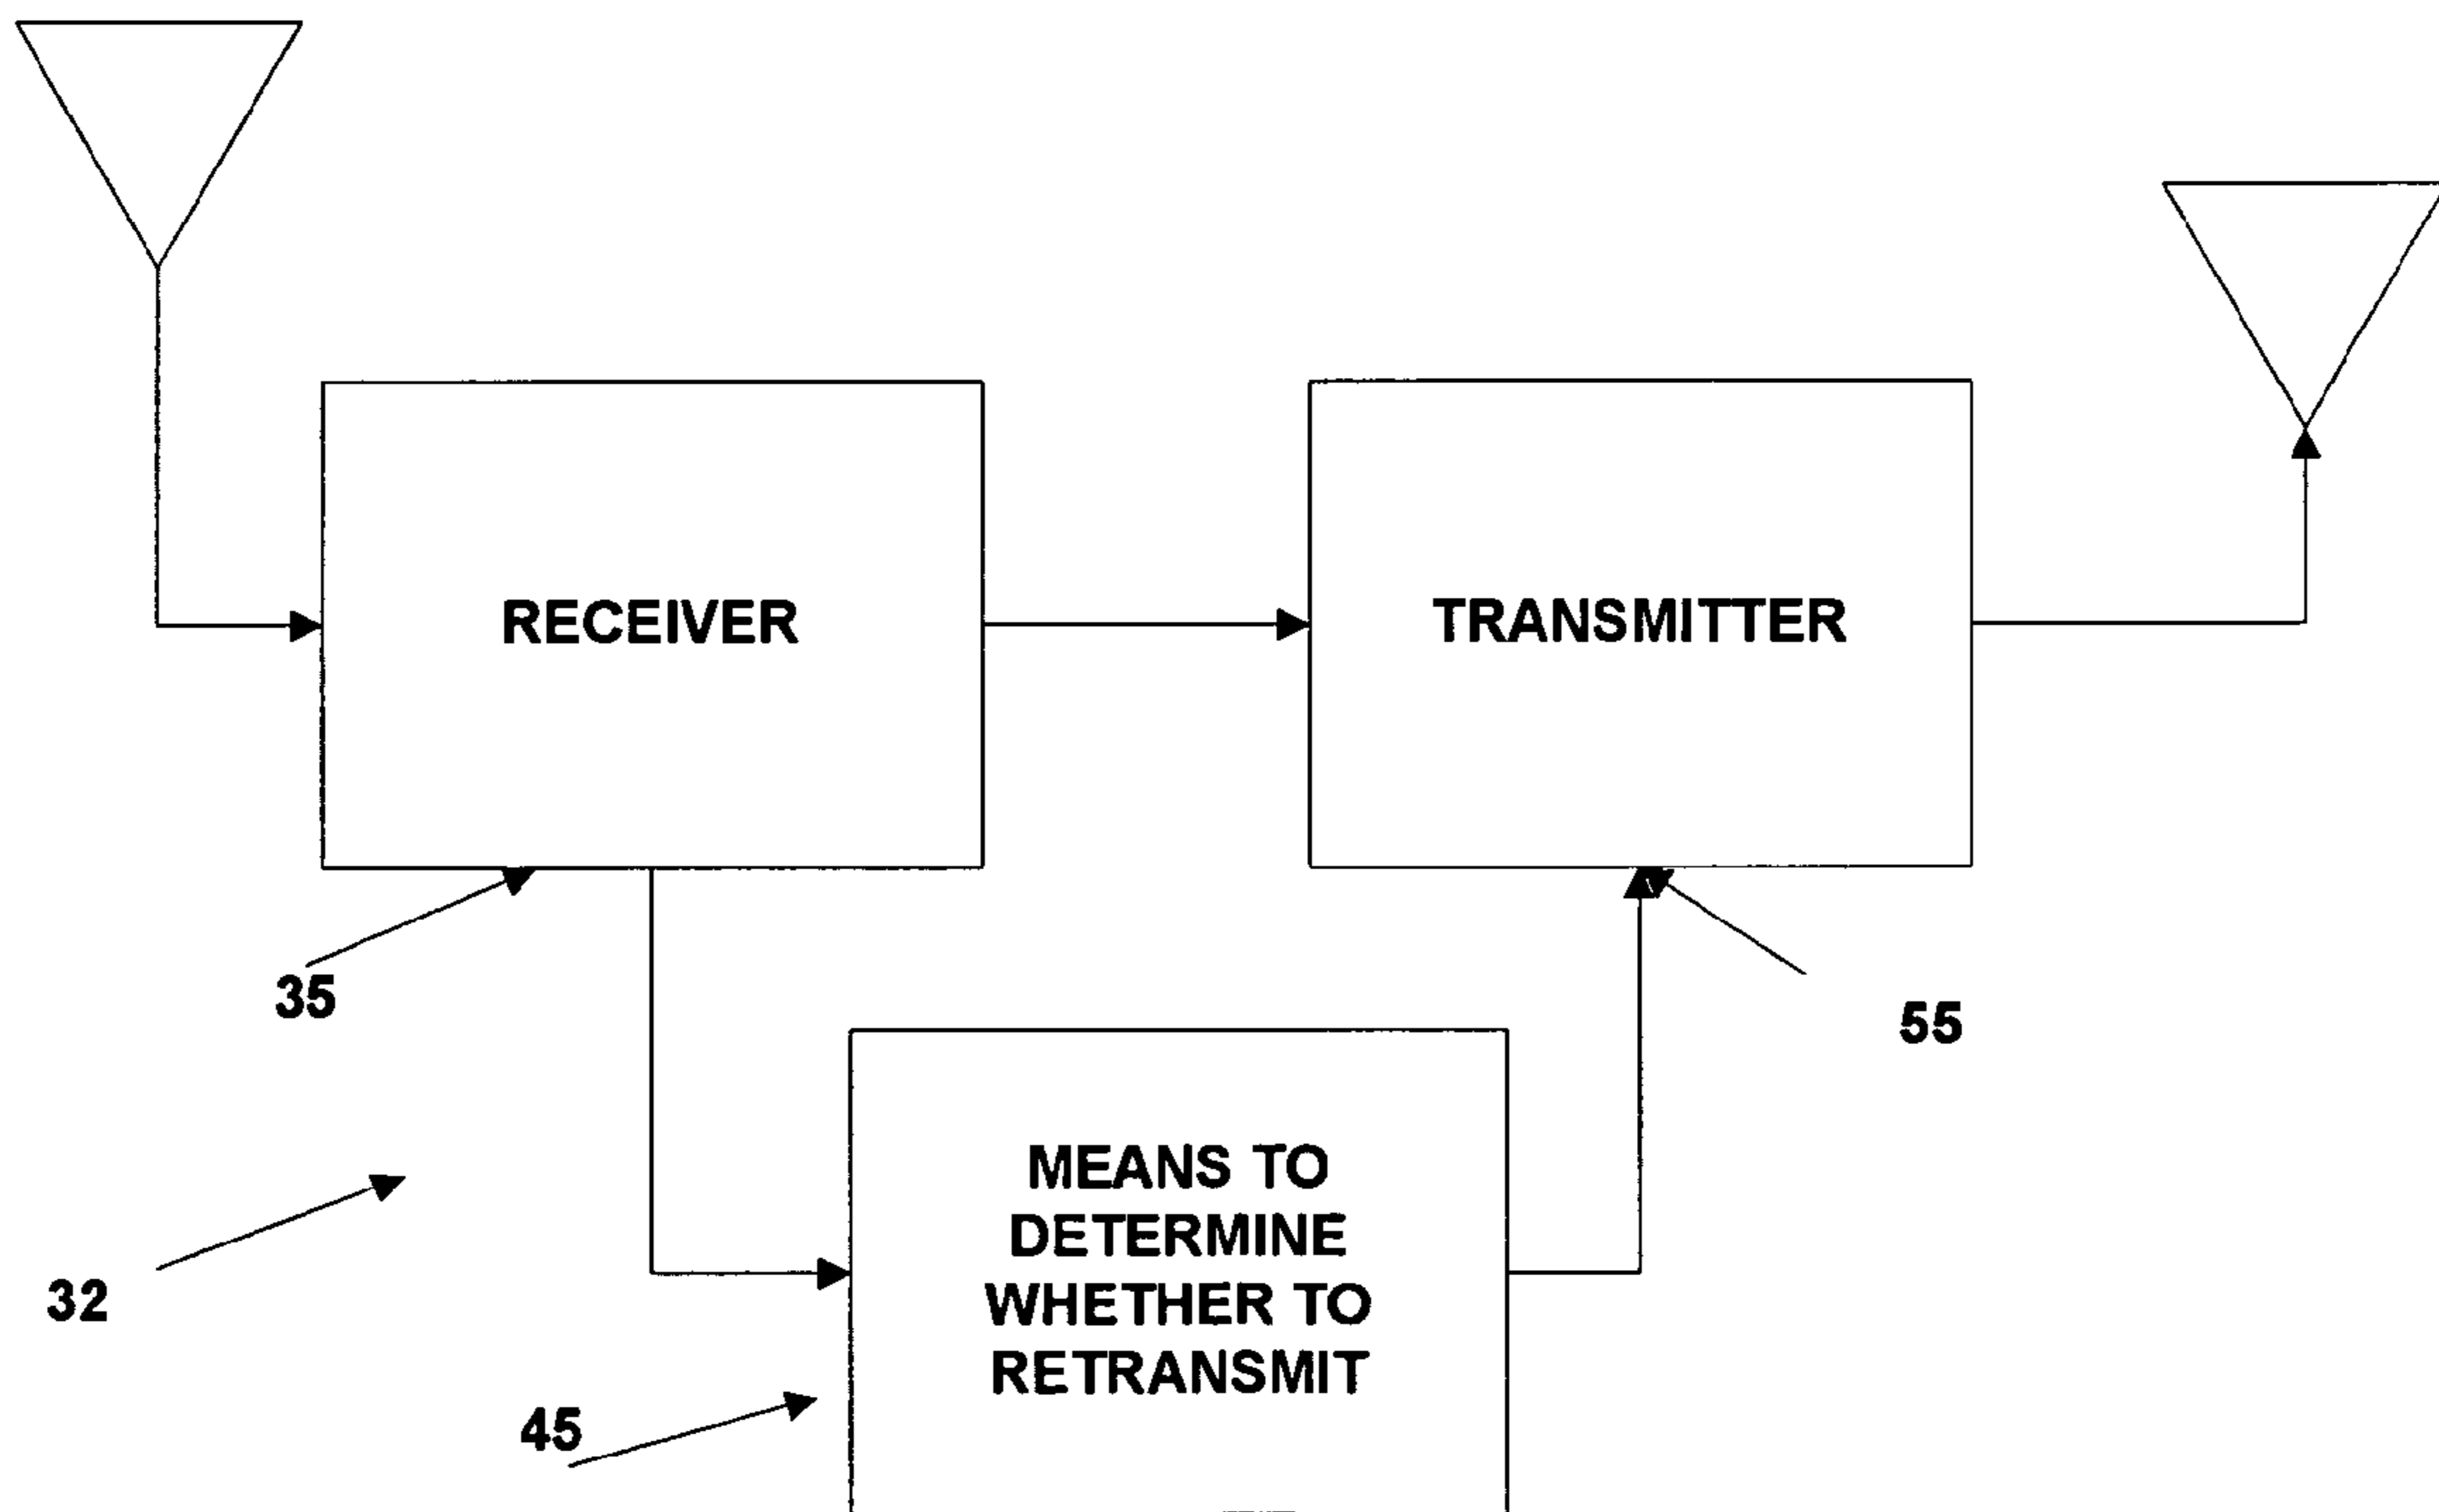 RECEIVER
TRANSMITTER
35
55
MEANS TO
DETERMINE
WHETHER TO
RETRANSMIT
32
45